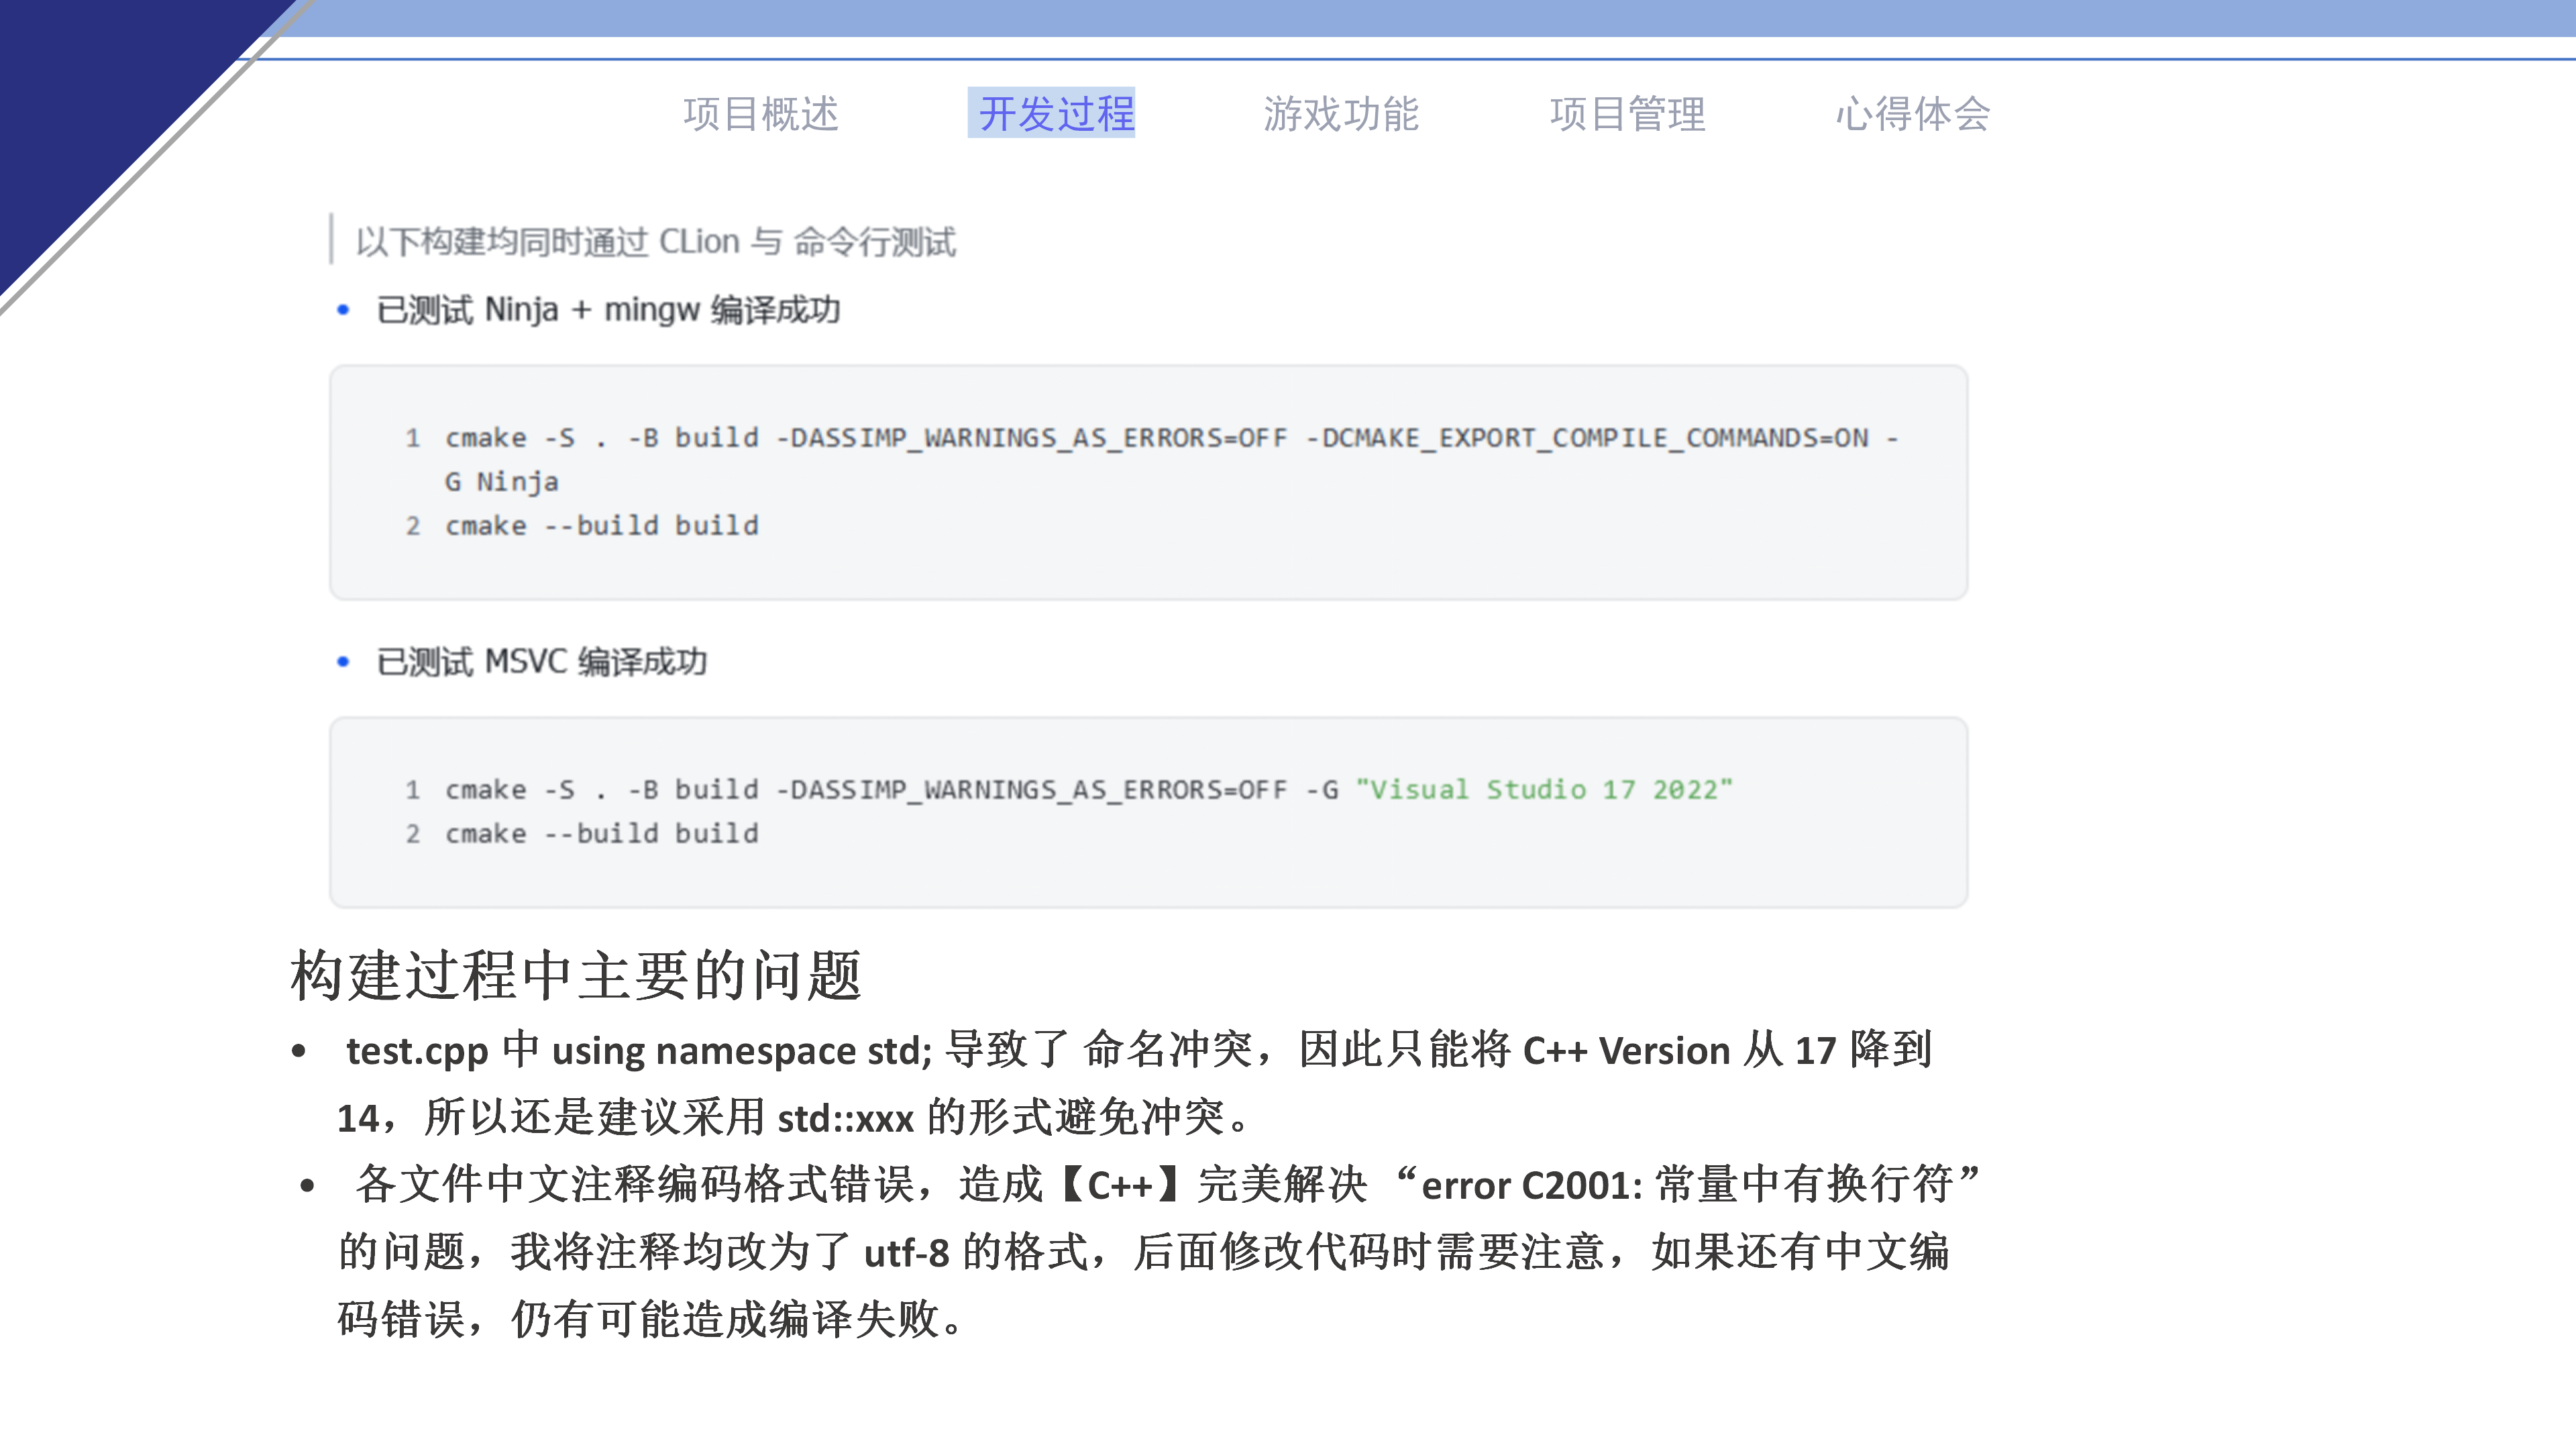 项目概述 开发过程 游戏功能 项目管理 心得体会
以下构建均同时通过 CLion 与 命令行测试
• 已测试 Ninja + mingw 编译成功
1 cmake -S . -B build -DASSIMP_WARNINGS_AS_ERRORS=OFF -DCMAKE_EXPORT_COMPILE_COMMANDS=ON -
G Ninja
2 cmake --build build
• 已测试 MSVC 编译成功
1 cmake -S . -B build -DASSIMP_WARNINGS_AS_ERRORS=OFF -G "Visual Studio 17 2022"
2 cmake --build build
构建过程中主要的问题
• test.cpp 中 using namespace std; 导致了 命名冲突，因此只能将 C++ Version 从 17 降到
14，所以还是建议采用 std::xxx 的形式避免冲突。
• 各文件中文注释编码格式错误，造成【C++】完美解决 “error C2001: 常量中有换行符”
的问题，我将注释均改为了 utf-8 的格式，后面修改代码时需要注意，如果还有中文编
码错误，仍有可能造成编译失败。